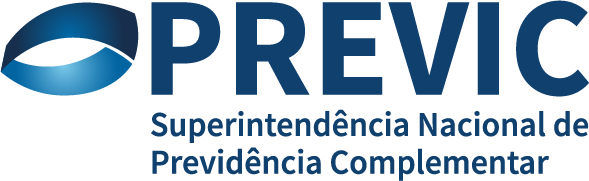 PREVIC
Superintendência Nacional de
Previdência Complementar